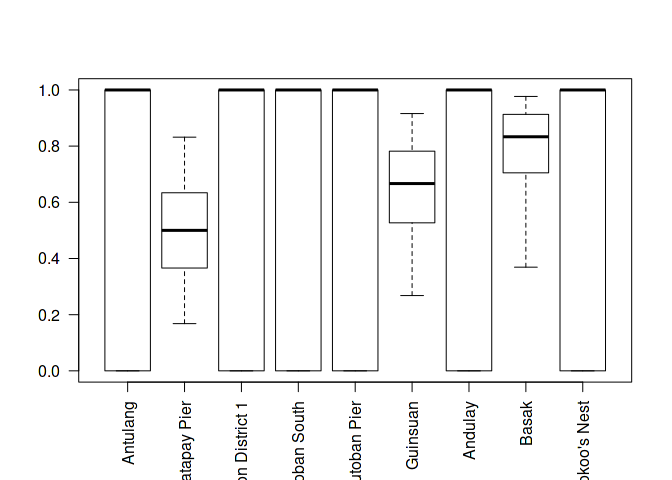 1.0
0.8
0.6
0.4
0.2
0.0
Antulang
atapay Pier
on District 1
oban South
utoban Pier
Guinsuan
Andulay
Basak
okoo's Nest